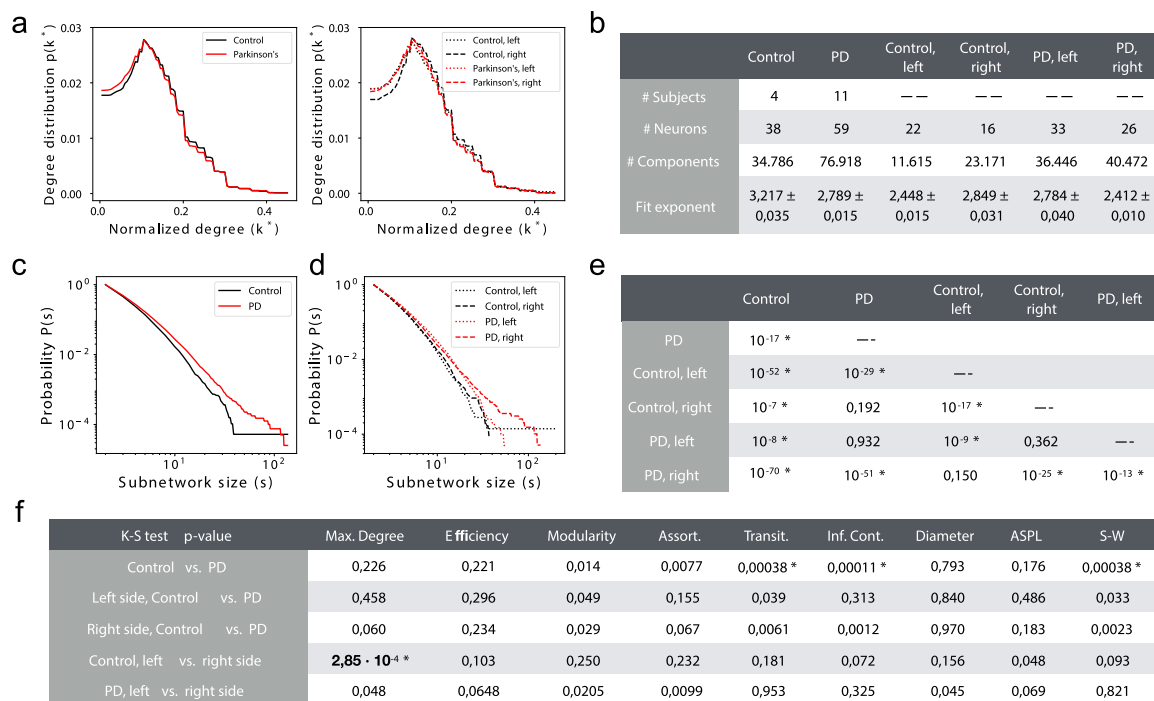 a
Degree distribution p(k*)
0.03
0.02
0.01
0.00
0.0
0.2
0.4
Normalized degree (k*)
Control
Parkinson's
Degree distribution p(k*)
0.03
0.02
0.01
0.00
0.0
0.2
0.4
Normalized degree (k*)
Control, left
Control, right
Parkinson's, left
Parkinson's, right
b
Control PD Control, left Control, right PD, left PD, right
# Subjects 4 11 — — — — — — — —
# Neurons 38 59 22 16 33 26
# Components 34.786 76.918 11.615 23.171 36.446 40.472
Fit exponent 3,217 ± 0,035 2,789 ± 0,015 2,448 ± 0,015 2,849 ± 0,031 2,784 ± 0,040 2,412 ± 0,010
c
Probability P(s)
10^0
10^-2
10^-4
10^1
10^2
Subnetwork size (s)
Control
PD
d
Probability P(s)
10^0
10^-2
10^-4
10^1
10^2
Subnetwork size (s)
Control, left
Control, right
PD, left
PD, right
e
Control PD Control, left Control, right PD, left
PD 10^-17 * —-
Control, left 10^-52 * 10^-29 * —-
Control, right 10^-7 * 0,192 10^-17 * —-
PD, left 10^-8 * 0,932 10^-9 * 0,362 —-
PD, right 10^-70 * 10^-51 * 0,150 10^-25 * 10^-13 *
f
K-S test p-value Max. Degree Efficiency Modularity Assort. Transit. Inf. Cont. Diameter ASPL S-W
Control vs. PD 0,226 0,221 0,014 0,0077 0,00038 * 0,00011 * 0,793 0,176 0,00038 *
Left side, Control vs. PD 0,458 0,296 0,049 0,155 0,039 0,313 0,840 0,486 0,033
Right side, Control vs. PD 0,060 0,234 0,029 0,067 0,0061 0,0012 0,970 0,183 0,0023
Control, left vs. right side 2,85 · 10^-4 * 0,103 0,250 0,232 0,181 0,072 0,156 0,048 0,093
PD, left vs. right side 0,048 0,0648 0,0205 0,0099 0,953 0,325 0,045 0,069 0,821